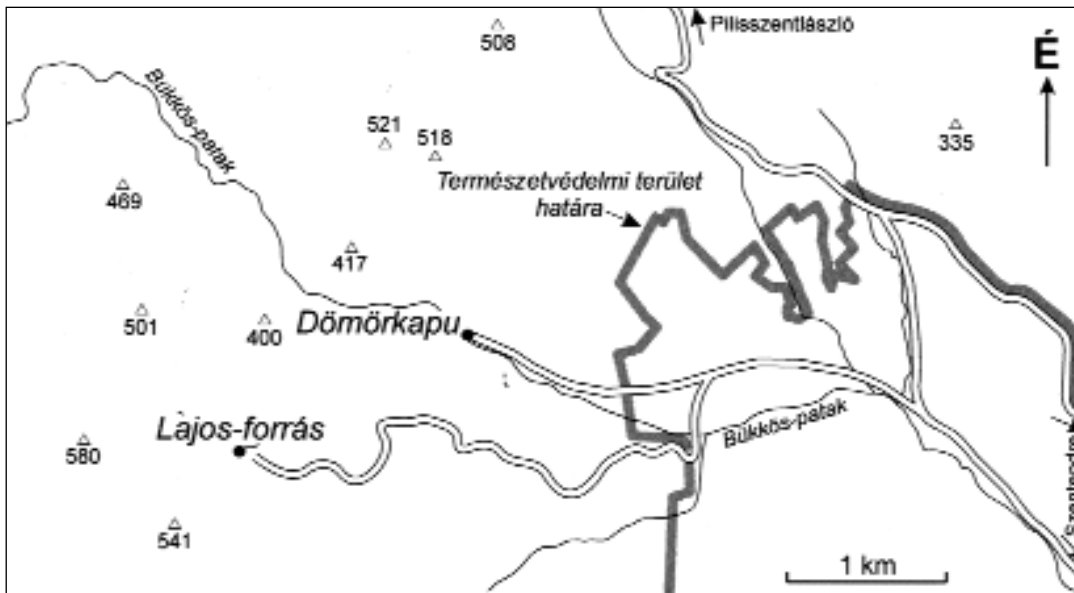 508
Pilisszentlászló
É
Bükkös-patak
521
518
335
Természetvédelmi terület
határa
469
417
501
400
Dömörkapu
Lajos-forrás
Bükkös-patak
580
541
1 km
Szentendre